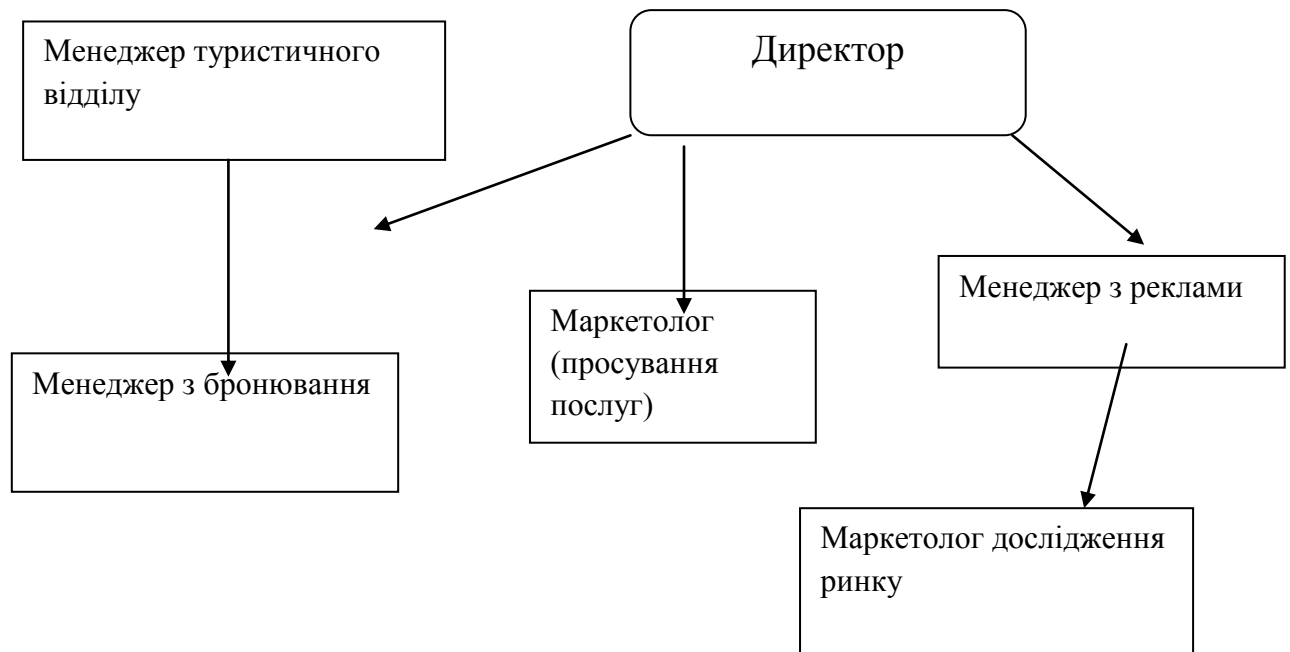 Менеджер туристичного
відділу
Директор
Менеджер з реклами
Маркетолог
(просування
послуг)
Менеджер з бронювання
Маркетолог дослідження
ринку